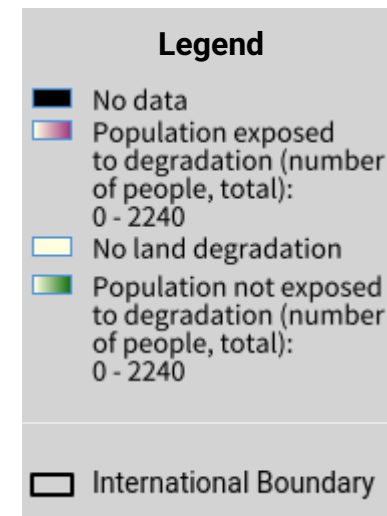 Legend
No data
Population exposed
to degradation (number
of people, total):
0 - 2240
No land degradation
Population not exposed
to degradation (number
of people, total):
0 - 2240
International Boundary